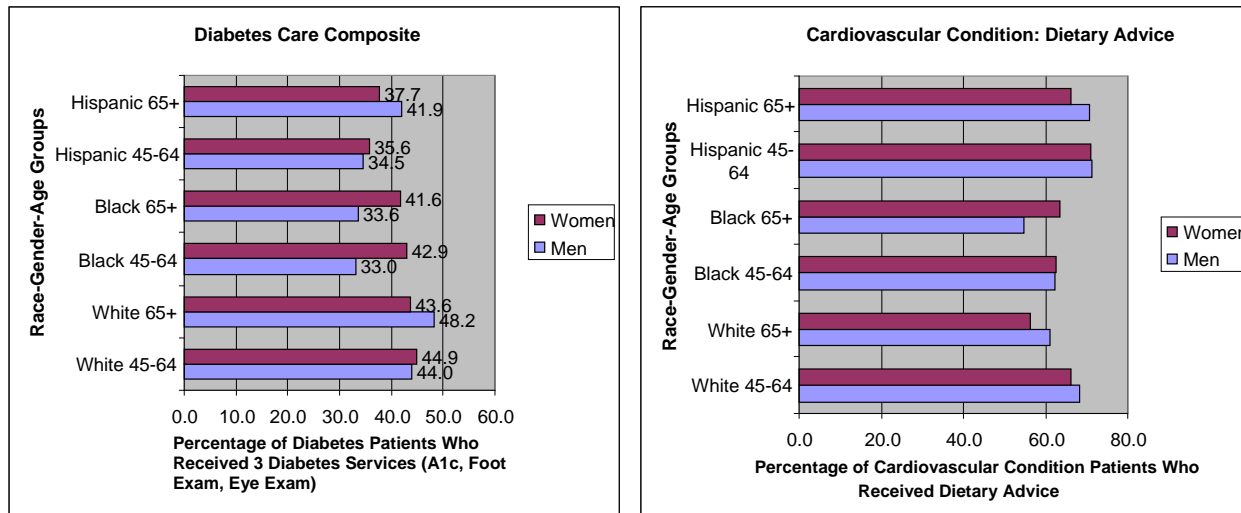 Diabetes Care Composite
Race-Gender-Age Groups
Hispanic 65+
37.7
41.9
Hispanic 45-64
35.6
34.5
Black 65+
41.6
33.6
Black 45-64
42.9
33.0
White 65+
43.6
48.2
White 45-64
44.9
44.0
Women
Men
0.0 10.0 20.0 30.0 40.0 50.0 60.0
Percentage of Diabetes Patients Who
Received 3 Diabetes Services (A1c, Foot
Exam, Eye Exam)
Cardiovascular Condition: Dietary Advice
Race-Gender-Age Groups
Hispanic 65+
Hispanic 45-
64
Black 65+
Black 45-64
White 65+
White 45-64
Women
Men
0.0 20.0 40.0 60.0 80.0
Percentage of Cardiovascular Condition Patients Who
Received Dietary Advice